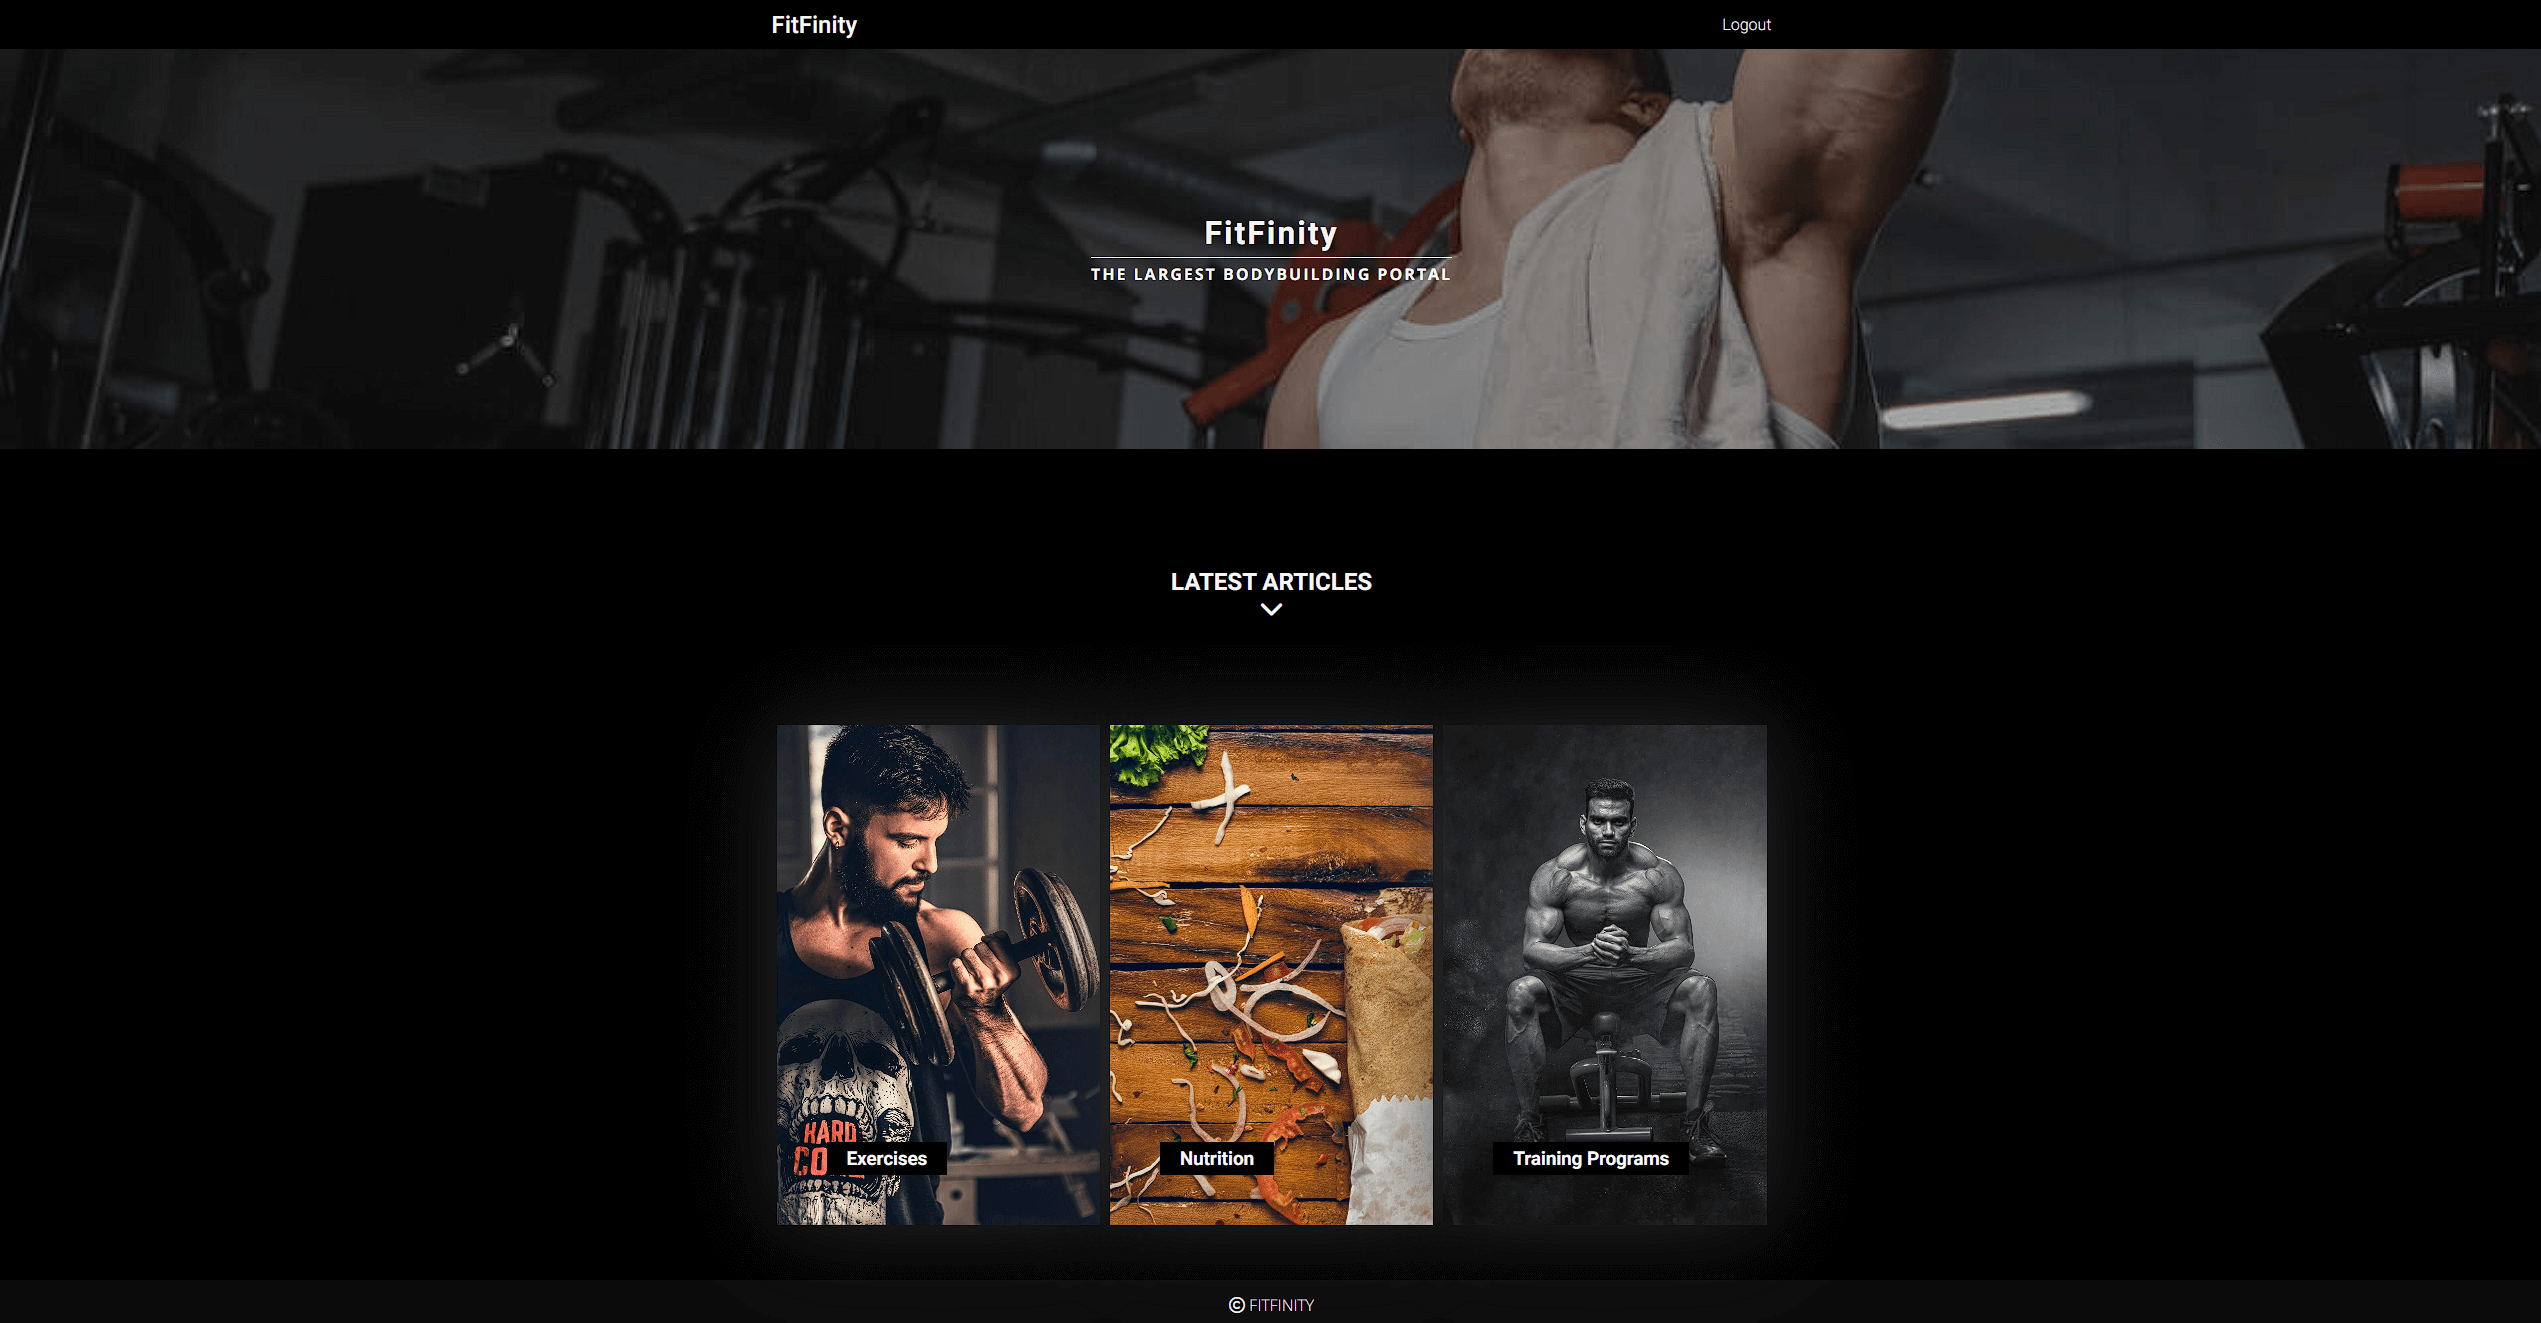 FitFinity
Logout
FitFinity
THE LARGEST BODYBUILDING PORTAL
LATEST ARTICLES
HARD
CO
Exercises
Nutrition
Training Programs
© FITFINITY